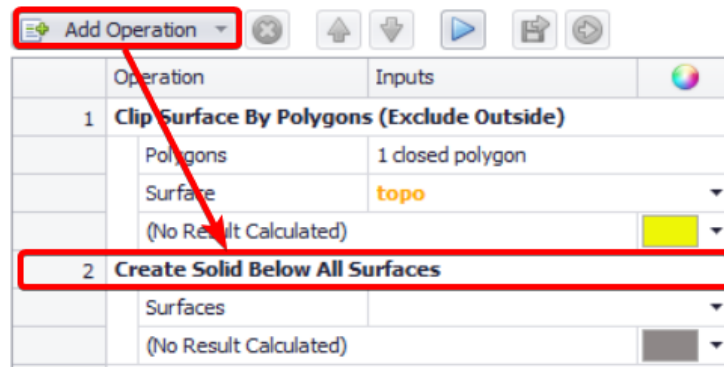 Add Operation
Operation Inputs
1 Clip Surface By Polygons (Exclude Outside)
Polygons 1 closed polygon
Surface topo
(No Result Calculated)
2 Create Solid Below All Surfaces
Surfaces
(No Result Calculated)